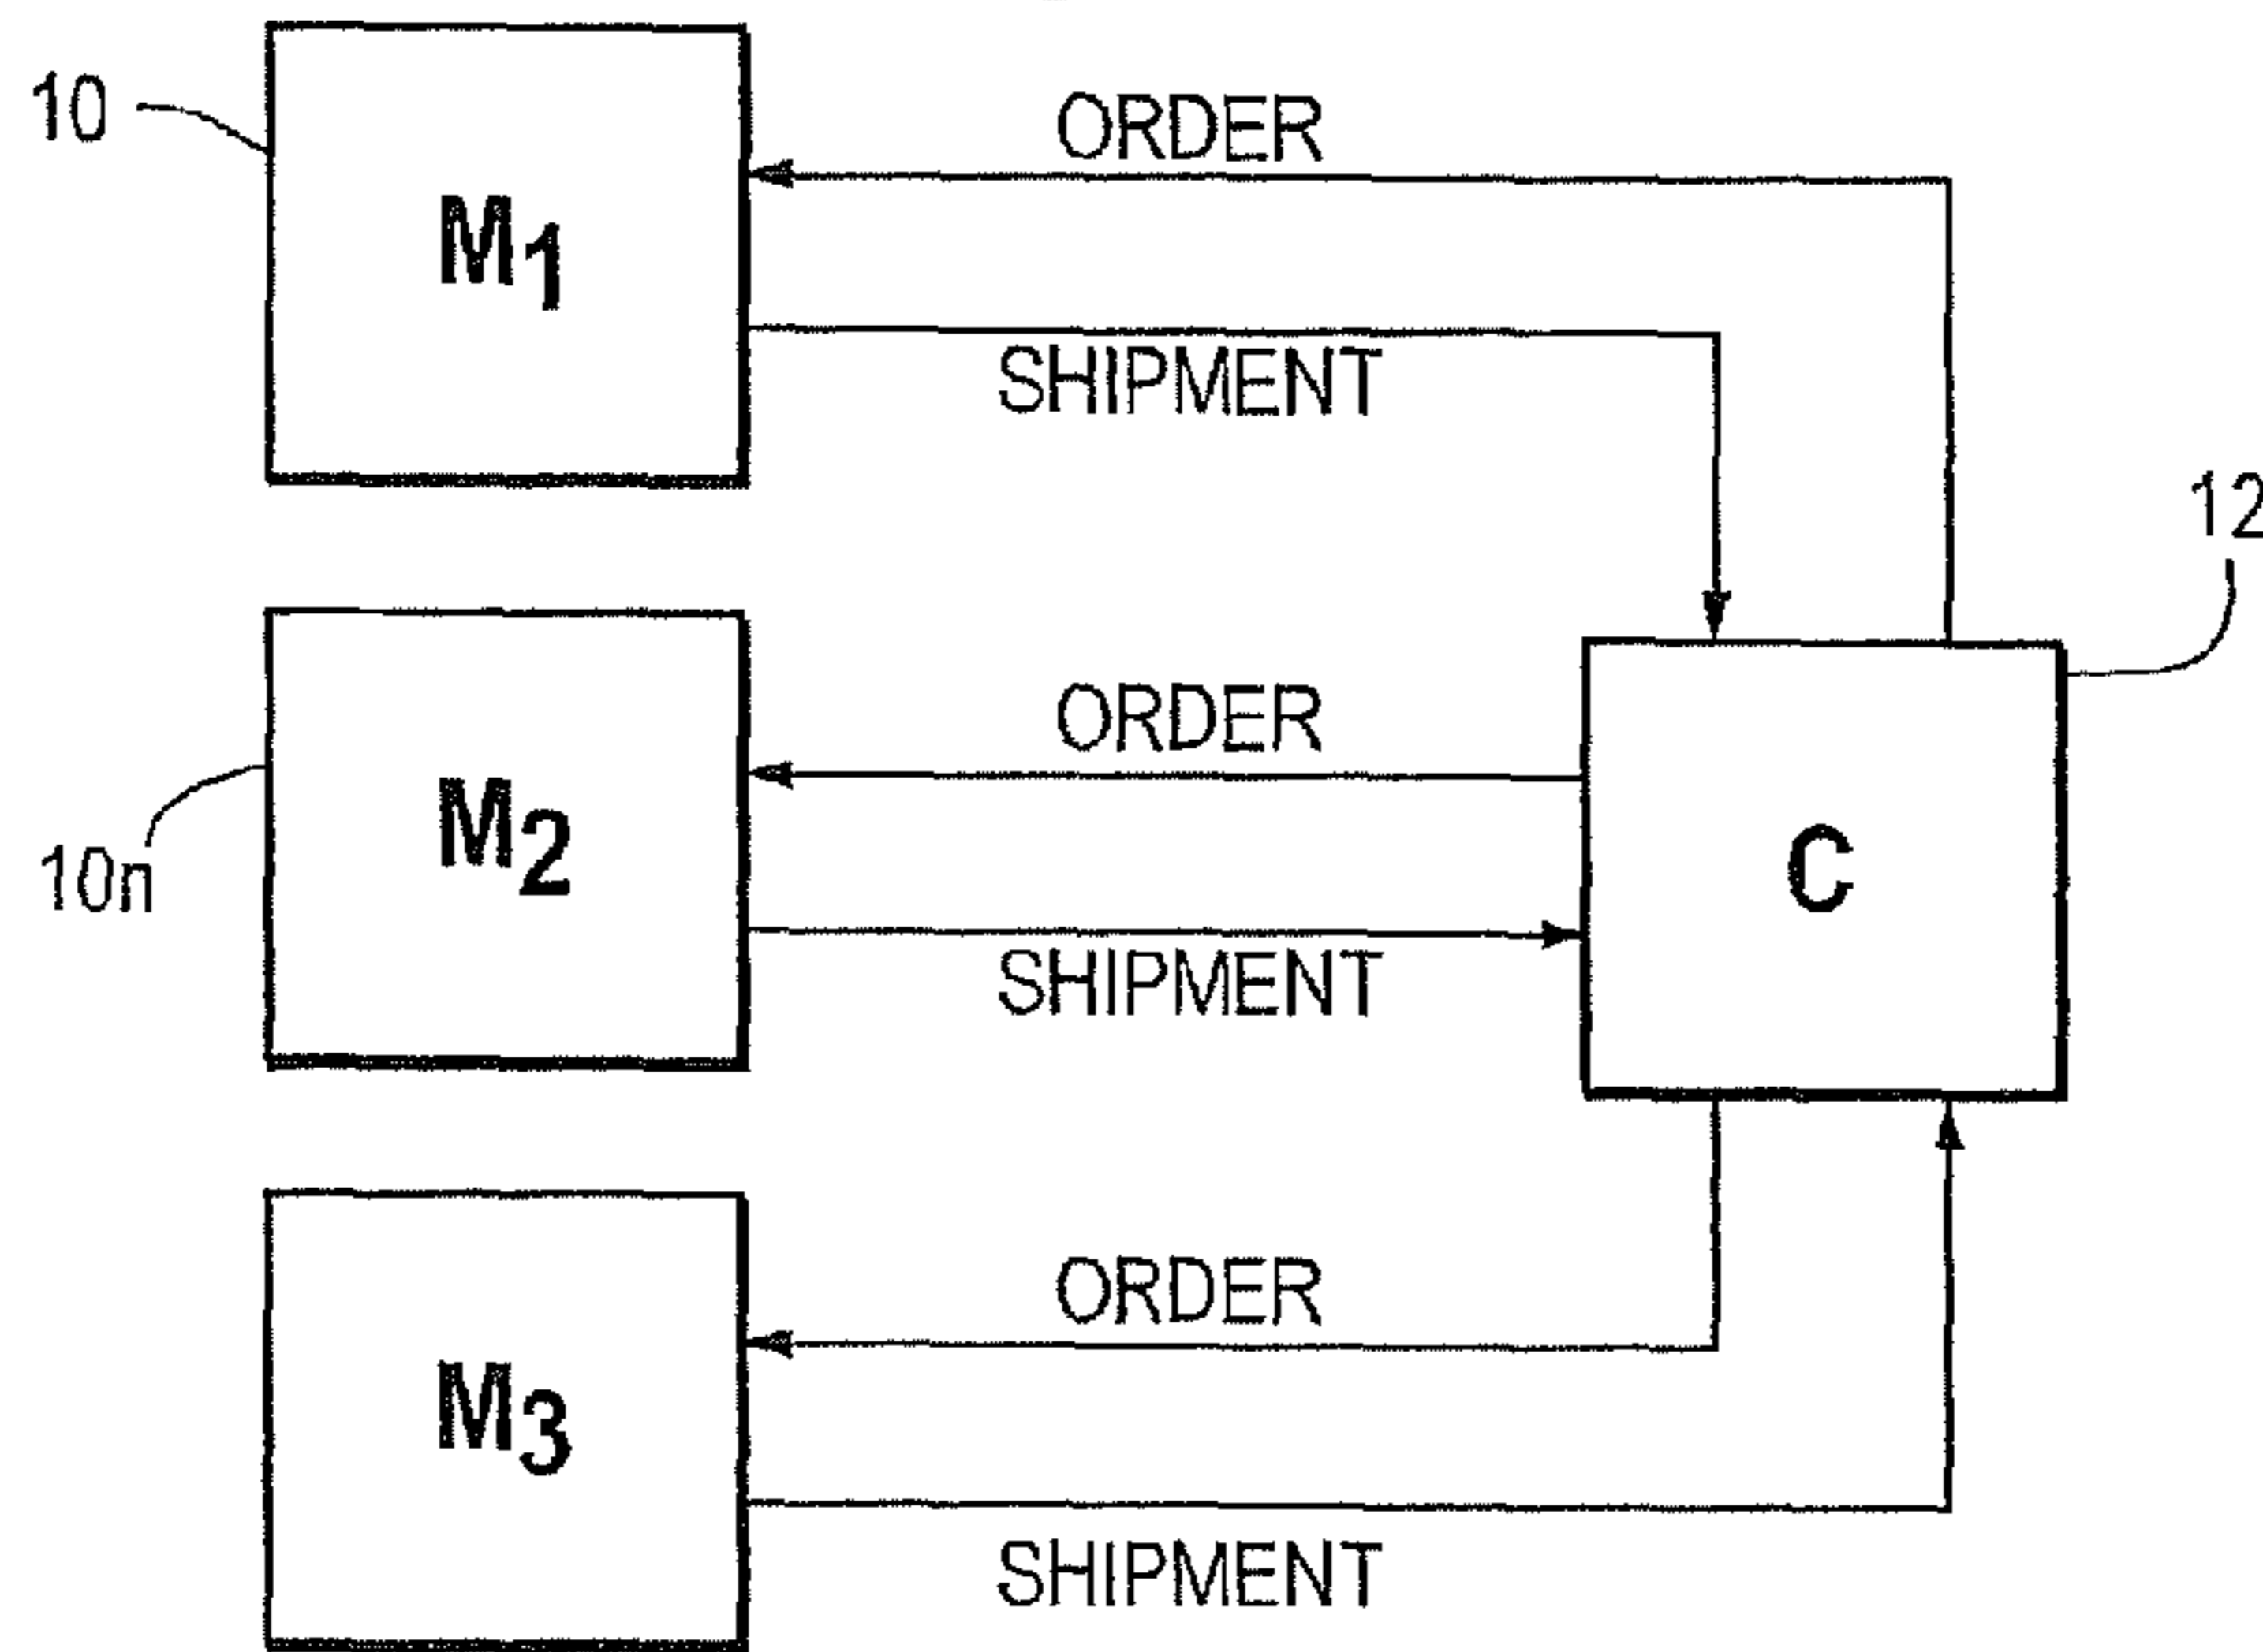 10
ORDER
M1
SHIPMENT
12
ORDER
M2
C
10n
SHIPMENT
ORDER
M3
SHIPMENT